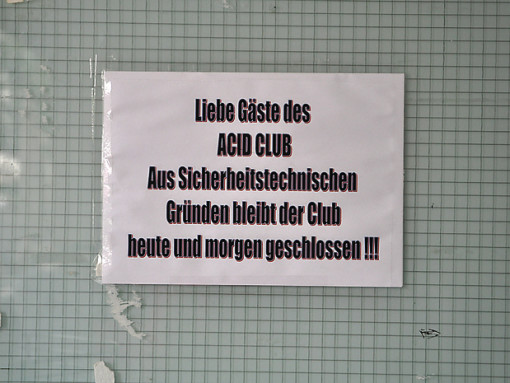 Liebe Gäste des
ACID CLUB
Aus Sicherheitstechnischen
Gründen bleibt der Club
heute und morgen geschlossen !!!